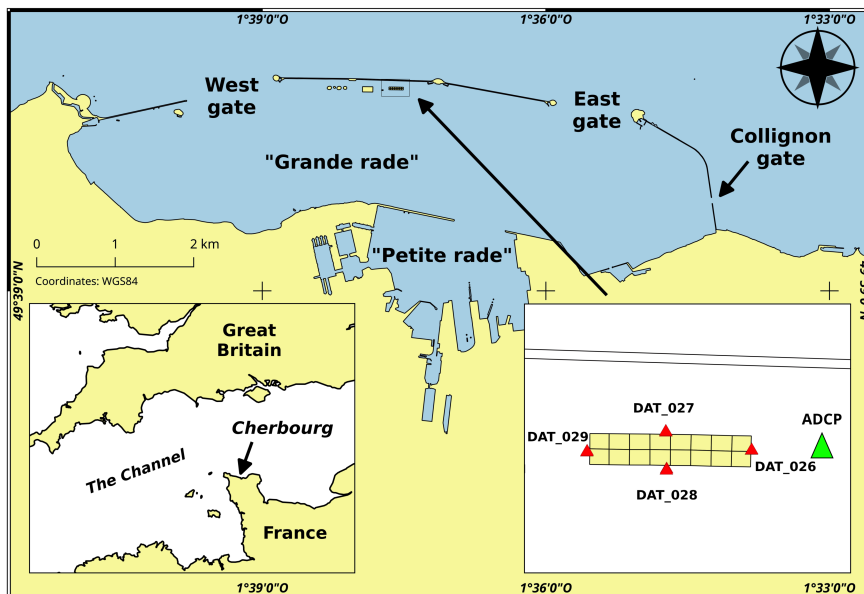 1°39'0"O 1°36'0"O 1°33'0"O
West
gate
East
gate
Collignon
gate
"Grande rade"
"Petite rade"
0 1 2 km
Coordinates: WGS84
49°39'0"N
Great
Britain
Cherbourg
The Channel
France
DAT_027
ADCP
DAT_029
DAT_026
DAT_028
1°39'0"O 1°36'0"O 1°33'0"O